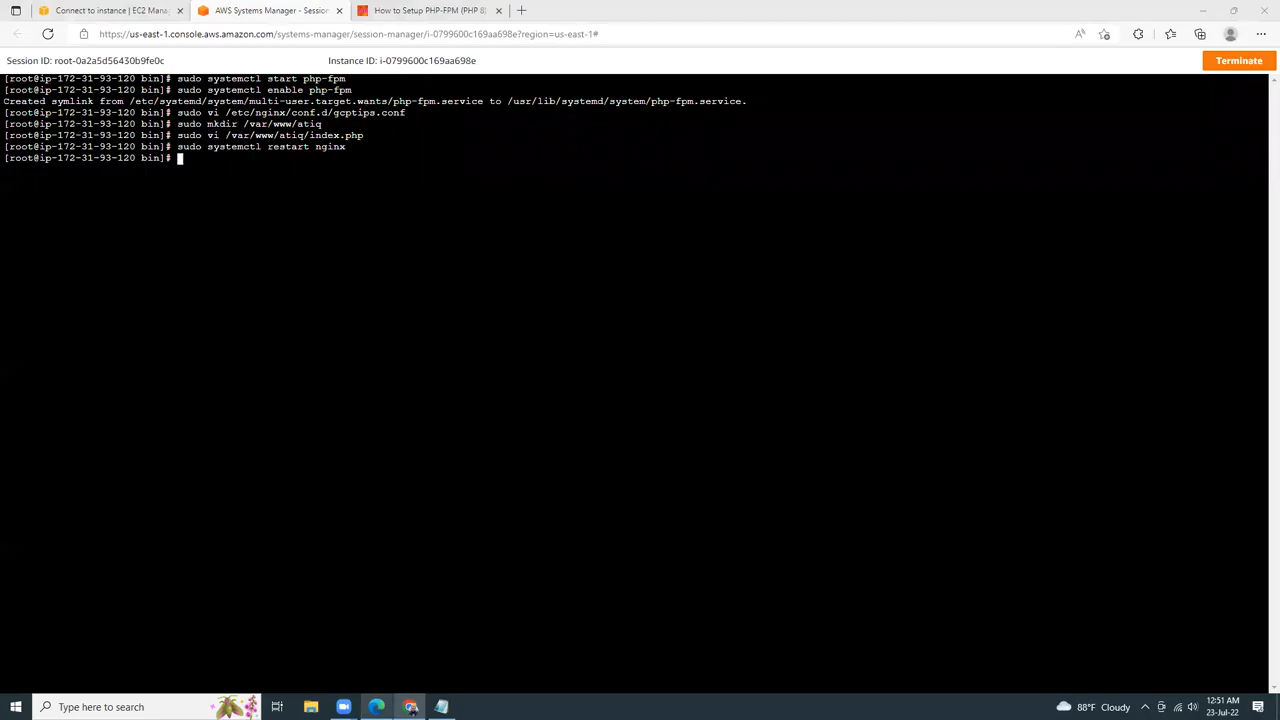 Connect to instance | EC2 Mana
AWS Systems Manager - Session
How to Setup PHP-FPM (PHP 8)
https://us-east-1.console.aws.amazon.com/systems-manager/session-manager/i-0799600c169aa698e?region=us-east-1#
Session ID: root-0a2a5d56430b9fe0c
Instance ID: i-0799600c169aa698e
Terminate
[root@ip-172-31-93-120 bin]# sudo systemctl start php-fpm
[root@ip-172-31-93-120 bin]# sudo systemctl enable php-fpm
Created symlink from /etc/systemd/system/multi-user.target.wants/php-fpm.service to /usr/lib/systemd/system/php-fpm.service.
[root@ip-172-31-93-120 bin]# sudo vi /etc/nginx/conf.d/gcptips.conf
[root@ip-172-31-93-120 bin]# sudo mkdir /var/www/atiq
[root@ip-172-31-93-120 bin]# sudo vi /var/www/atiq/index.php
[root@ip-172-31-93-120 bin]# sudo systemctl restart nginx
[root@ip-172-31-93-120 bin]#
Type here to search
88°F Cloudy
12:51 AM
23-Jul-22